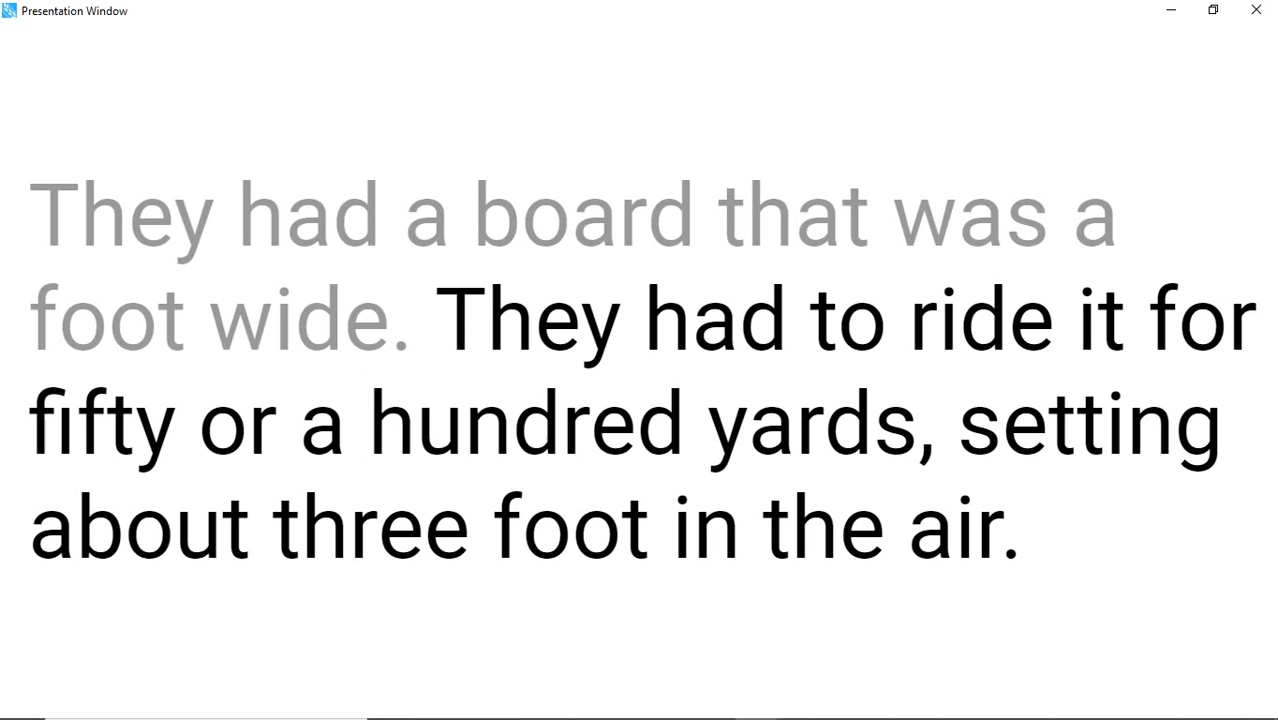 Presentation Window
They had a board that was a
foot wide. They had to ride it for
fifty or a hundred yards, setting
about three foot in the air.